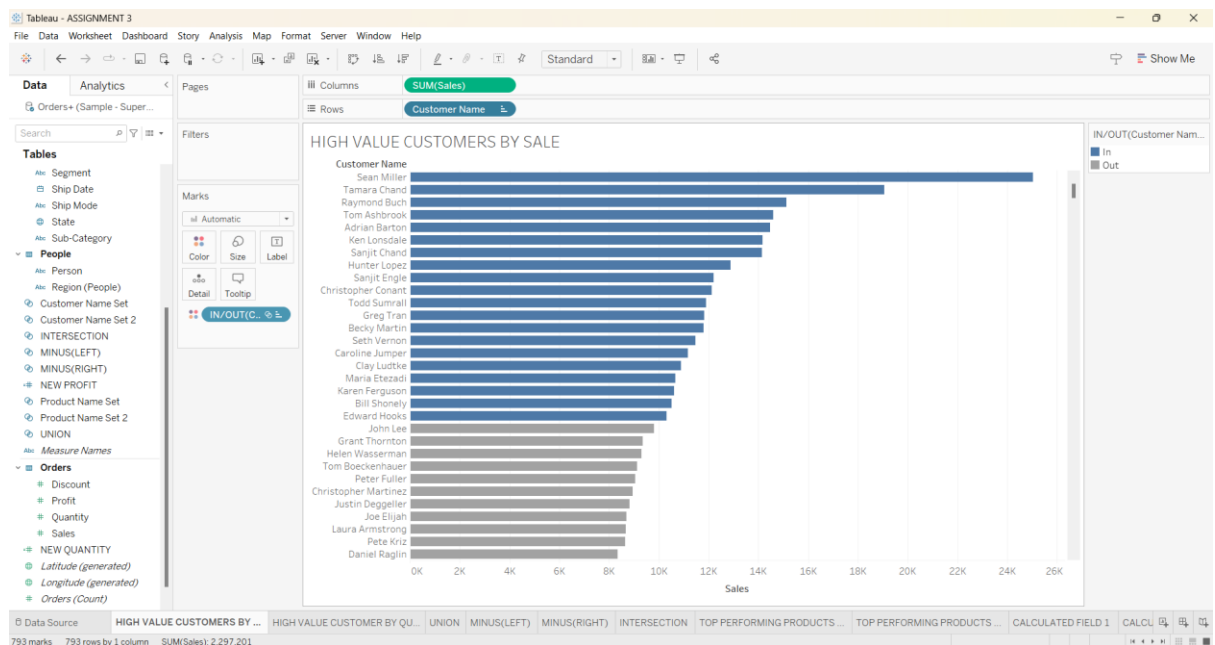 Tableau - ASSIGNMENT 3
File Data Worksheet Dashboard Story Analysis Map Format Server Window Help
Standard
Show Me
Data
Analytics
Orders+ (Sample - Super...
Search
Tables
Abc Segment
Ship Date
Abc Ship Mode
State
Abc Sub-Category
People
Abc Person
Abc Region (People)
Customer Name Set
Customer Name Set 2
INTERSECTION
MINUS(LEFT)
MINUS(RIGHT)
=# NEW PROFIT
Product Name Set
Product Name Set 2
UNION
Abc Measure Names
Orders
# Discount
# Profit
# Quantity
# Sales
=# NEW QUANTITY
Latitude (generated)
Longitude (generated)
# Orders (Count)
Pages
Filters
Marks
Automatic
Color Size Label
Detail Tooltip
IN/OUT(C..
Columns
SUM(Sales)
Rows
Customer Name
HIGH VALUE CUSTOMERS BY SALE
Customer Name
Sean Miller
Tamara Chand
Raymond Buch
Tom Ashbrook
Adrian Barton
Ken Lonsdale
Sanjit Chand
Hunter Lopez
Sanjit Engle
Christopher Conant
Todd Sumrall
Greg Tran
Becky Martin
Seth Vernon
Caroline Jumper
Clay Ludtke
Maria Etezadi
Karen Ferguson
Bill Shonely
Edward Hooks
John Lee
Grant Thornton
Helen Wasserman
Tom Boeckenhauer
Peter Fuller
Christopher Martinez
Justin Deggeller
Joe Elijah
Laura Armstrong
Pete Kriz
Daniel Raglin
0K 2K 4K 6K 8K 10K 12K 14K 16K 18K 20K 22K 24K 26K
Sales
IN/OUT(Customer Nam...
In
Out
Data Source
HIGH VALUE CUSTOMERS BY ...
HIGH VALUE CUSTOMER BY QU...
UNION
MINUS(LEFT)
MINUS(RIGHT)
INTERSECTION
TOP PERFORMING PRODUCTS ...
TOP PERFORMING PRODUCTS ...
CALCULATED FIELD 1
CALCU
793 marks 793 rows by 1 column SUM(Sales): 2,297,201